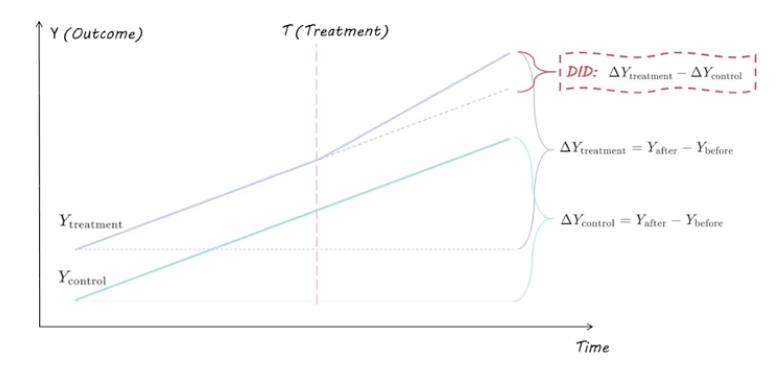 Y (Outcome)
T (Treatment)
DID: ΔY_treatment − ΔY_control
ΔY_treatment = Y_after − Y_before
Y_treatment
ΔY_control = Y_after − Y_before
Y_control
Time